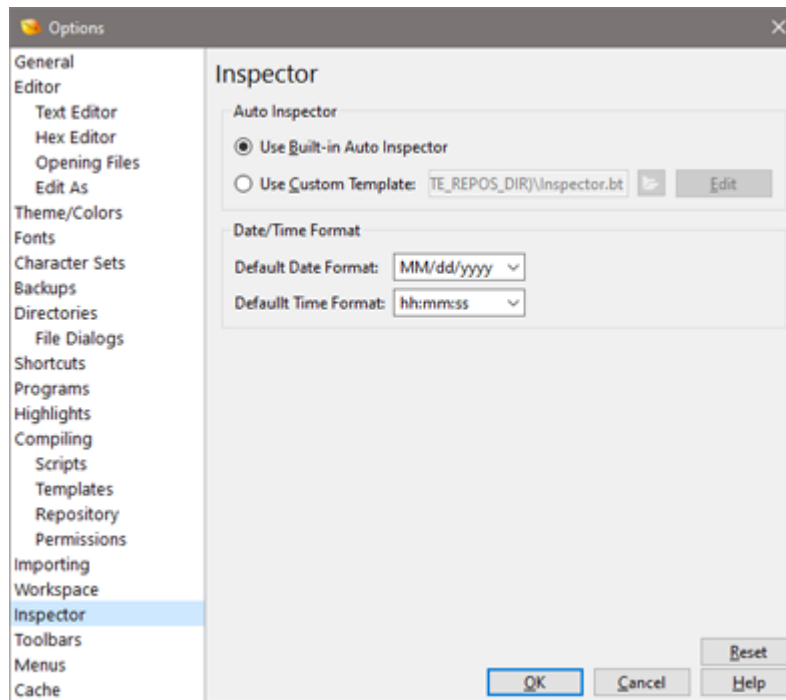 Options
General
Editor
Text Editor
Hex Editor
Opening Files
Edit As
Theme/Colors
Fonts
Character Sets
Backups
Directories
File Dialogs
Shortcuts
Programs
Highlights
Compiling
Scripts
Templates
Repository
Permissions
Importing
Workspace
Inspector
Toolbars
Menus
Cache
Inspector
Auto Inspector
Use Built-in Auto Inspector
Use Custom Template: TE_REPOS_DIR)\Inspector.bt Edit
Date/Time Format
Default Date Format: MM/dd/yyyy
Defaullt Time Format: hh:mm:ss
Reset
OK Cancel Help